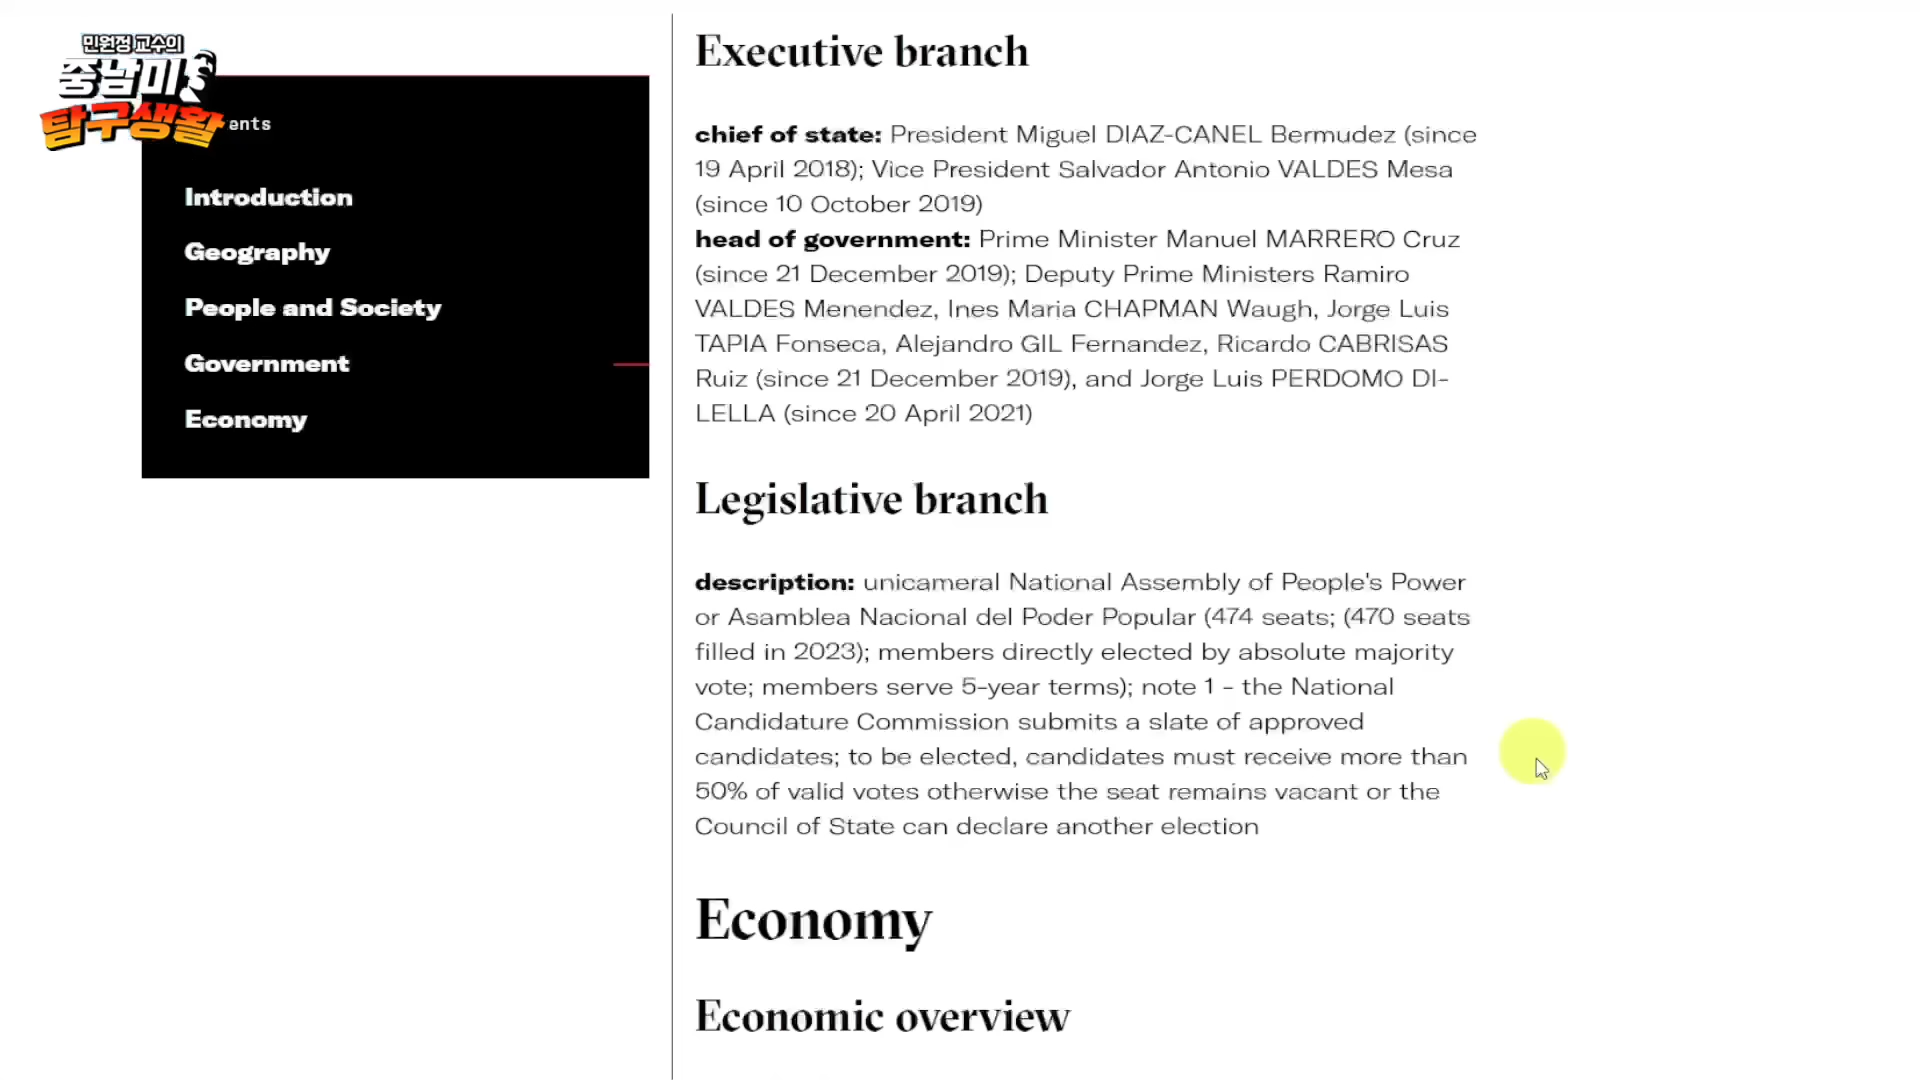 민원정 교수의
중남미
탐구생활
ents
Introduction
Geography
People and Society
Government
Economy
Executive branch
chief of state: President Miguel DIAZ-CANEL Bermudez (since
19 April 2018); Vice President Salvador Antonio VALDES Mesa
(since 10 October 2019)
head of government: Prime Minister Manuel MARRERO Cruz
(since 21 December 2019); Deputy Prime Ministers Ramiro
VALDES Menendez, Ines Maria CHAPMAN Waugh, Jorge Luis
TAPIA Fonseca, Alejandro GIL Fernandez, Ricardo CABRISAS
Ruiz (since 21 December 2019), and Jorge Luis PERDOMO DI-
LELLA (since 20 April 2021)
Legislative branch
description: unicameral National Assembly of People's Power
or Asamblea Nacional del Poder Popular (474 seats; (470 seats
filled in 2023); members directly elected by absolute majority
vote; members serve 5-year terms); note 1 - the National
Candidature Commission submits a slate of approved
candidates; to be elected, candidates must receive more than
50% of valid votes otherwise the seat remains vacant or the
Council of State can declare another election
Economy
Economic overview